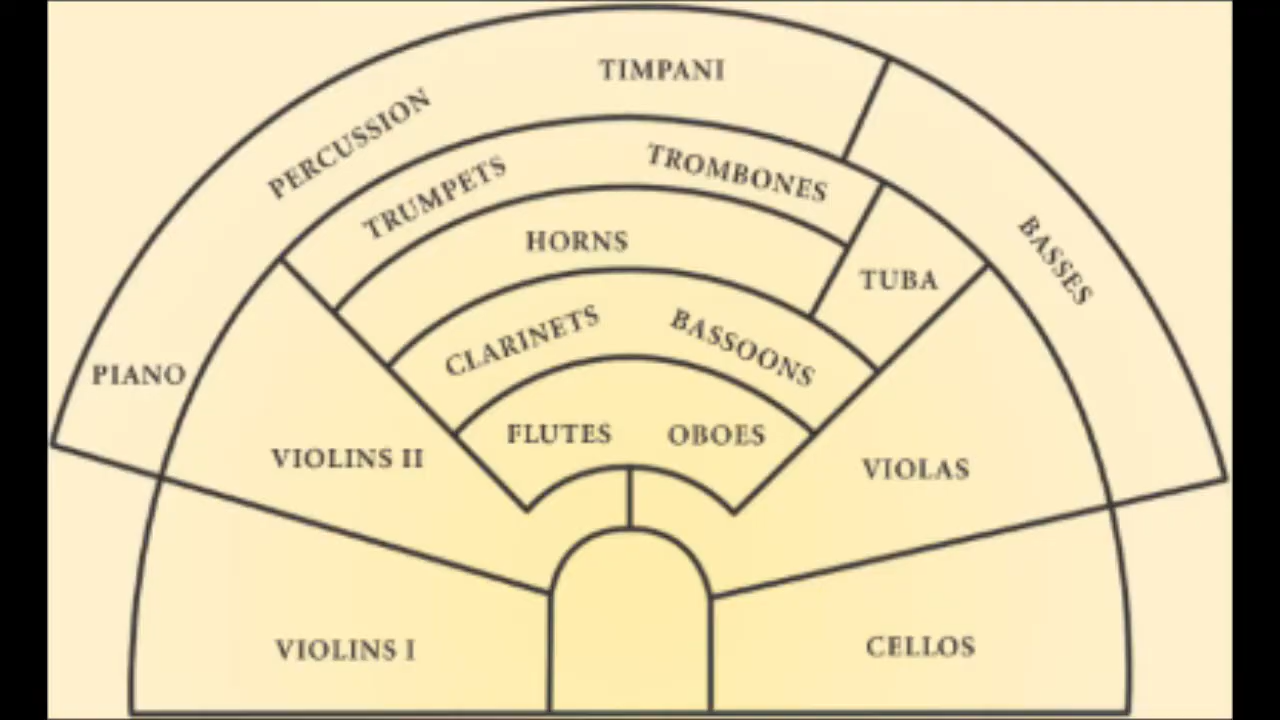 TIMPANI
PERCUSSION
TRUMPETS
TROMBONES
HORNS
BASSES
TUBA
CLARINETS
BASSOONS
PIANO
FLUTES
OBOES
VIOLINS II
VIOLAS
VIOLINS I
CELLOS